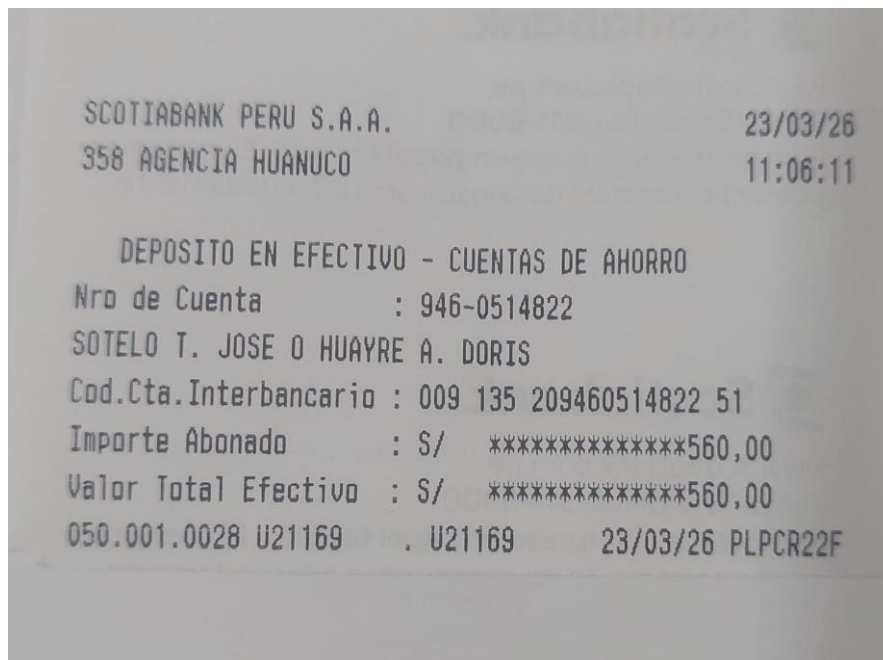 SCOTIABANK PERU S.A.A. 23/03/26
358 AGENCIA HUANUCO 11:06:11
DEPOSITO EN EFECTIVO - CUENTAS DE AHORRO
Nro de Cuenta : 946-0514822
SOTELO T. JOSE O HUAYRE A. DORIS
Cod.Cta.Interbancario : 009 135 209460514822 51
Importe Abonado : S/ **************560,00
Valor Total Efectivo : S/ **************560,00
050.001.0028 U21169 . U21169 23/03/26 PLPCR22F